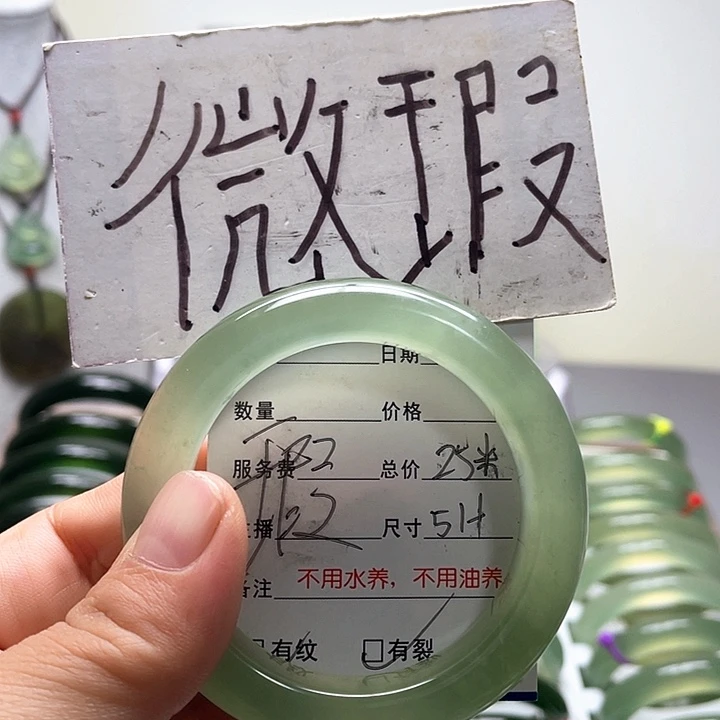 微瑕
日期
数量 价格
服务费 总价 25米
主播 尺寸 51
备注 不用水养，不用油养
有纹 □有裂